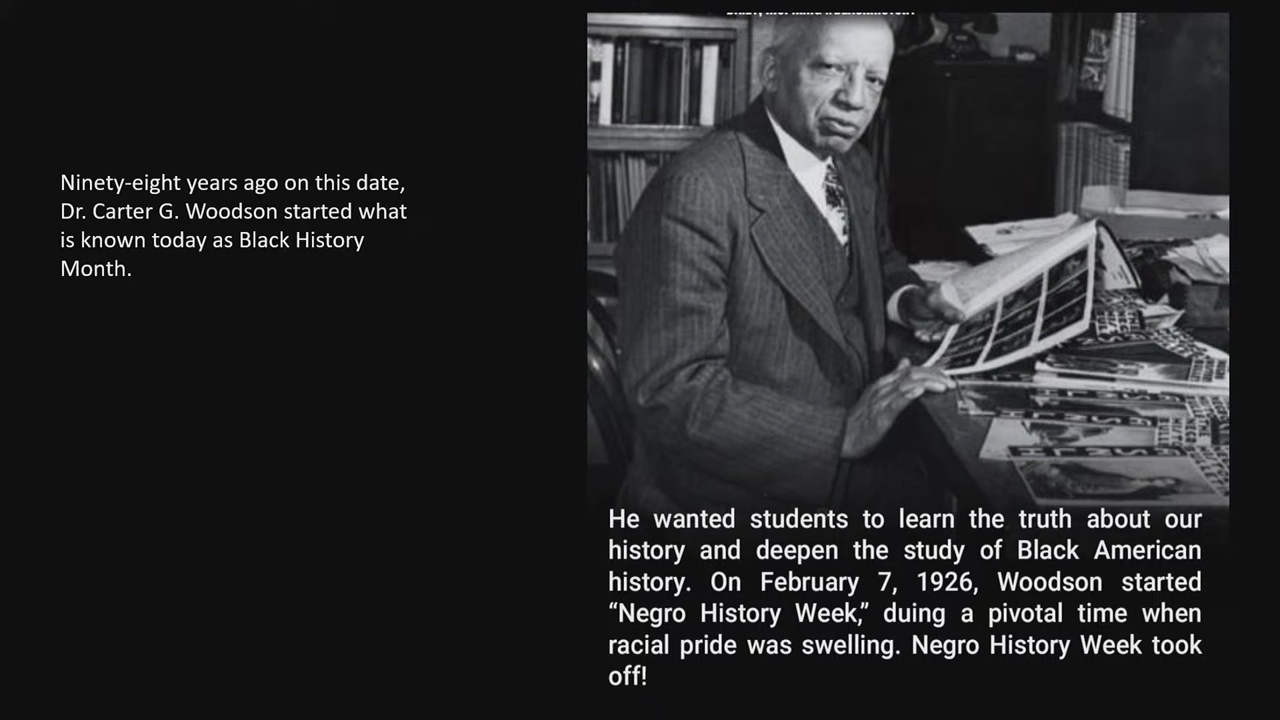 Ninety-eight years ago on this date,
Dr. Carter G. Woodson started what
is known today as Black History
Month.
He wanted students to learn the truth about our
history and deepen the study of Black American
history. On February 7, 1926, Woodson started
“Negro History Week,” duing a pivotal time when
racial pride was swelling. Negro History Week took
off!